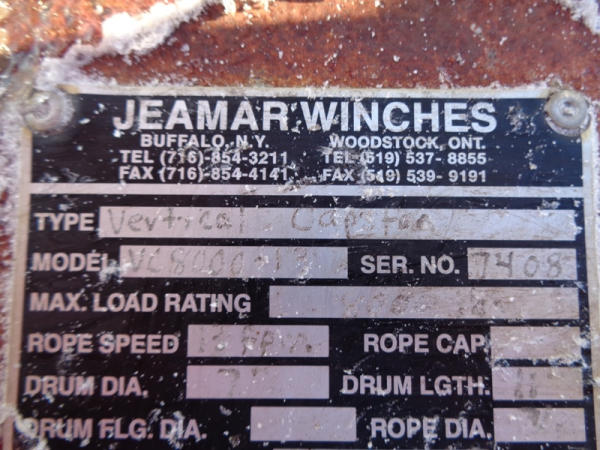 JEAMAR WINCHES
BUFFALO, N.Y. WOODSTOCK, ONT.
TEL (716)-854-3211 TEL (519) 537-8855
FAX (716)-854-4141 FAX (519) 539-9191
TYPE Vertical Capstan
MODEL SER. NO. 7408
MAX. LOAD RATING
ROPE SPEED ROPE CAP.
DRUM DIA. DRUM LGTH.
DRUM FLG. DIA. ROPE DIA.